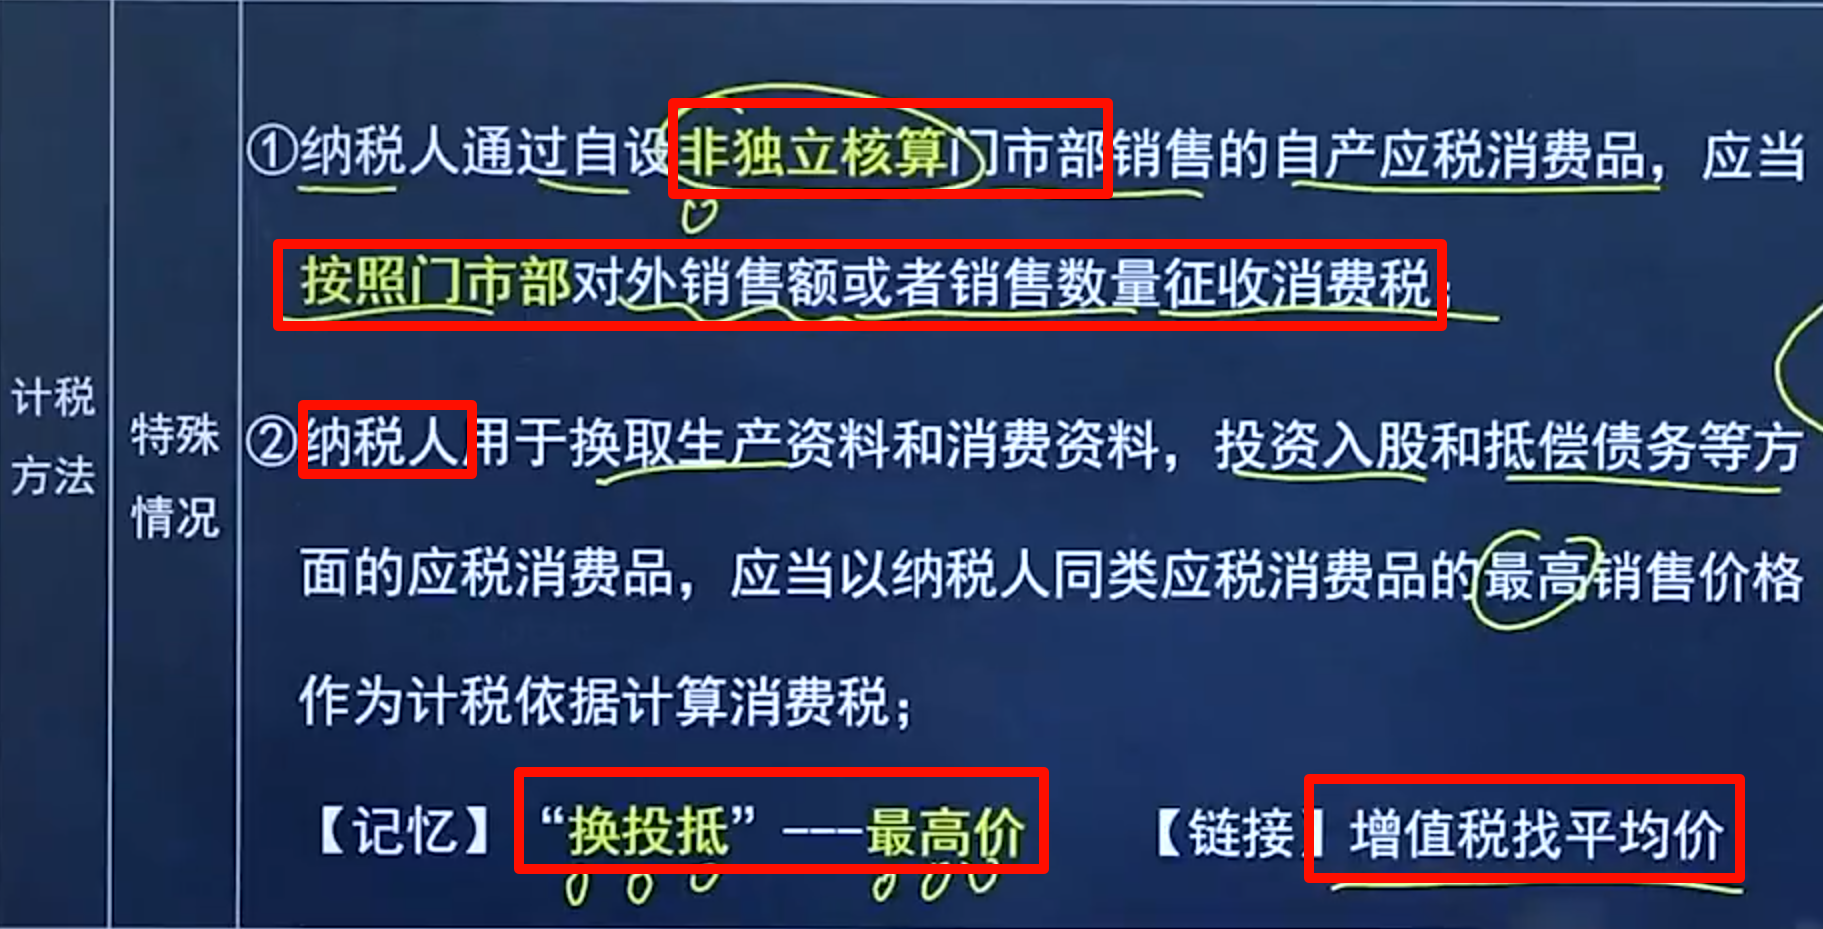 计税
方法
特殊
情况
①纳税人通过自设非独立核算门市部销售的自产应税消费品，应当
按照门市部对外销售额或者销售数量征收消费税；
②纳税人用于换取生产资料和消费资料，投资入股和抵偿债务等方
面的应税消费品，应当以纳税人同类应税消费品的最高销售价格
作为计税依据计算消费税；
【记忆】“换投抵”---最高价 【链接】增值税找平均价